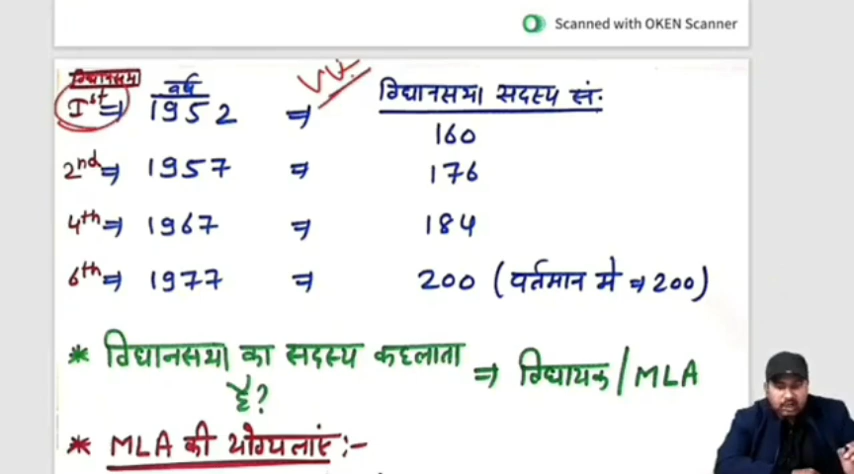 Scanned with OKEN Scanner
विधानसभा वर्ष VV. विधानसभा सदस्य सं॰
Ist ⇒ 1952 ⇒ 160
2nd ⇒ 1957 ⇒ 176
4th ⇒ 1967 ⇒ 184
6th ⇒ 1977 ⇒ 200 (वर्तमान मे ⇒ 200)
* विधानसभा का सदस्य कहलाता है? ⇒ विधायक/MLA
* MLA की योग्यताएं :-